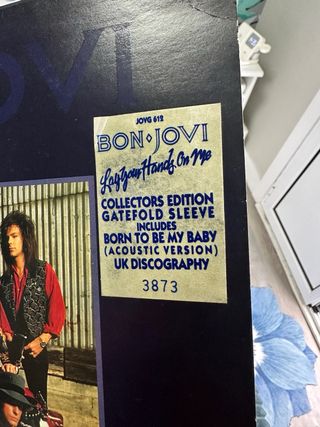 JOVI
JOVG 612
BON◆JOVI
Lay Your Hands On Me
COLLECTORS EDITION
GATEFOLD SLEEVE
INCLUDES
BORN TO BE MY BABY
(ACOUSTIC VERSION)
UK DISCOGRAPHY
3873